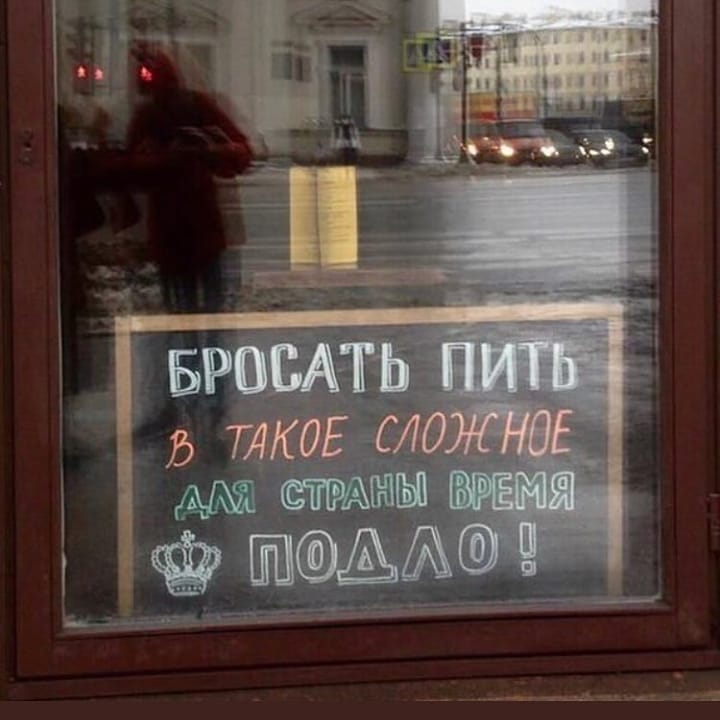 БРОСАТЬ ПИТЬ
В ТАКОЕ СЛОЖНОЕ
ДЛЯ СТРАНЫ ВРЕМЯ
ПОДЛО!